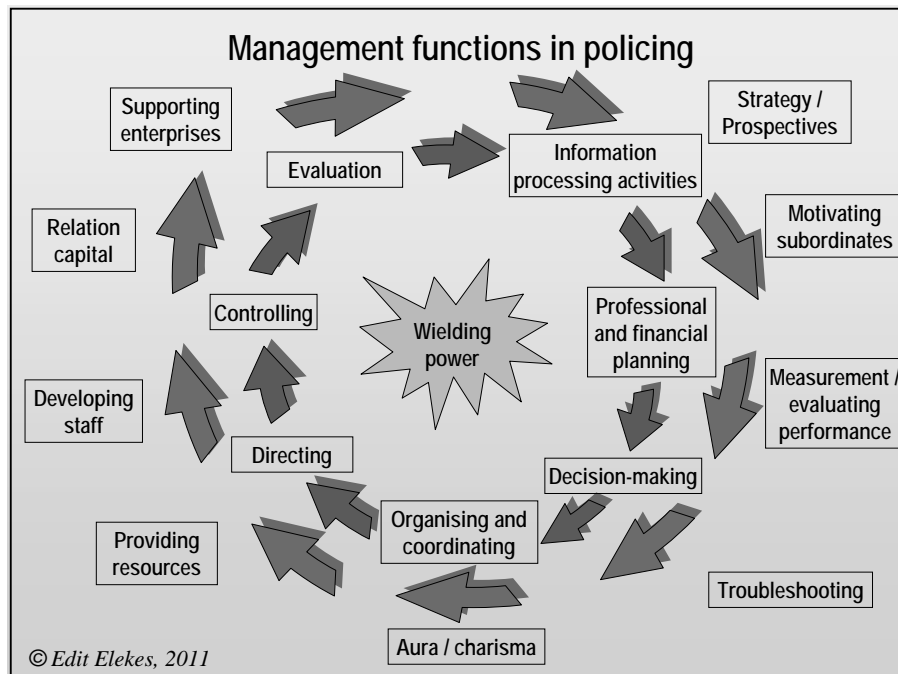 Management functions in policing
Supporting
enterprises
Strategy /
Prospectives
Evaluation
Information
processing activities
Relation
capital
Motivating
subordinates
Controlling
Wielding
power
Professional
and financial
planning
Developing
staff
Measurement /
evaluating
performance
Directing
Decision-making
Providing
resources
Organising and
coordinating
Troubleshooting
Aura / charisma
© Edit Elekes, 2011